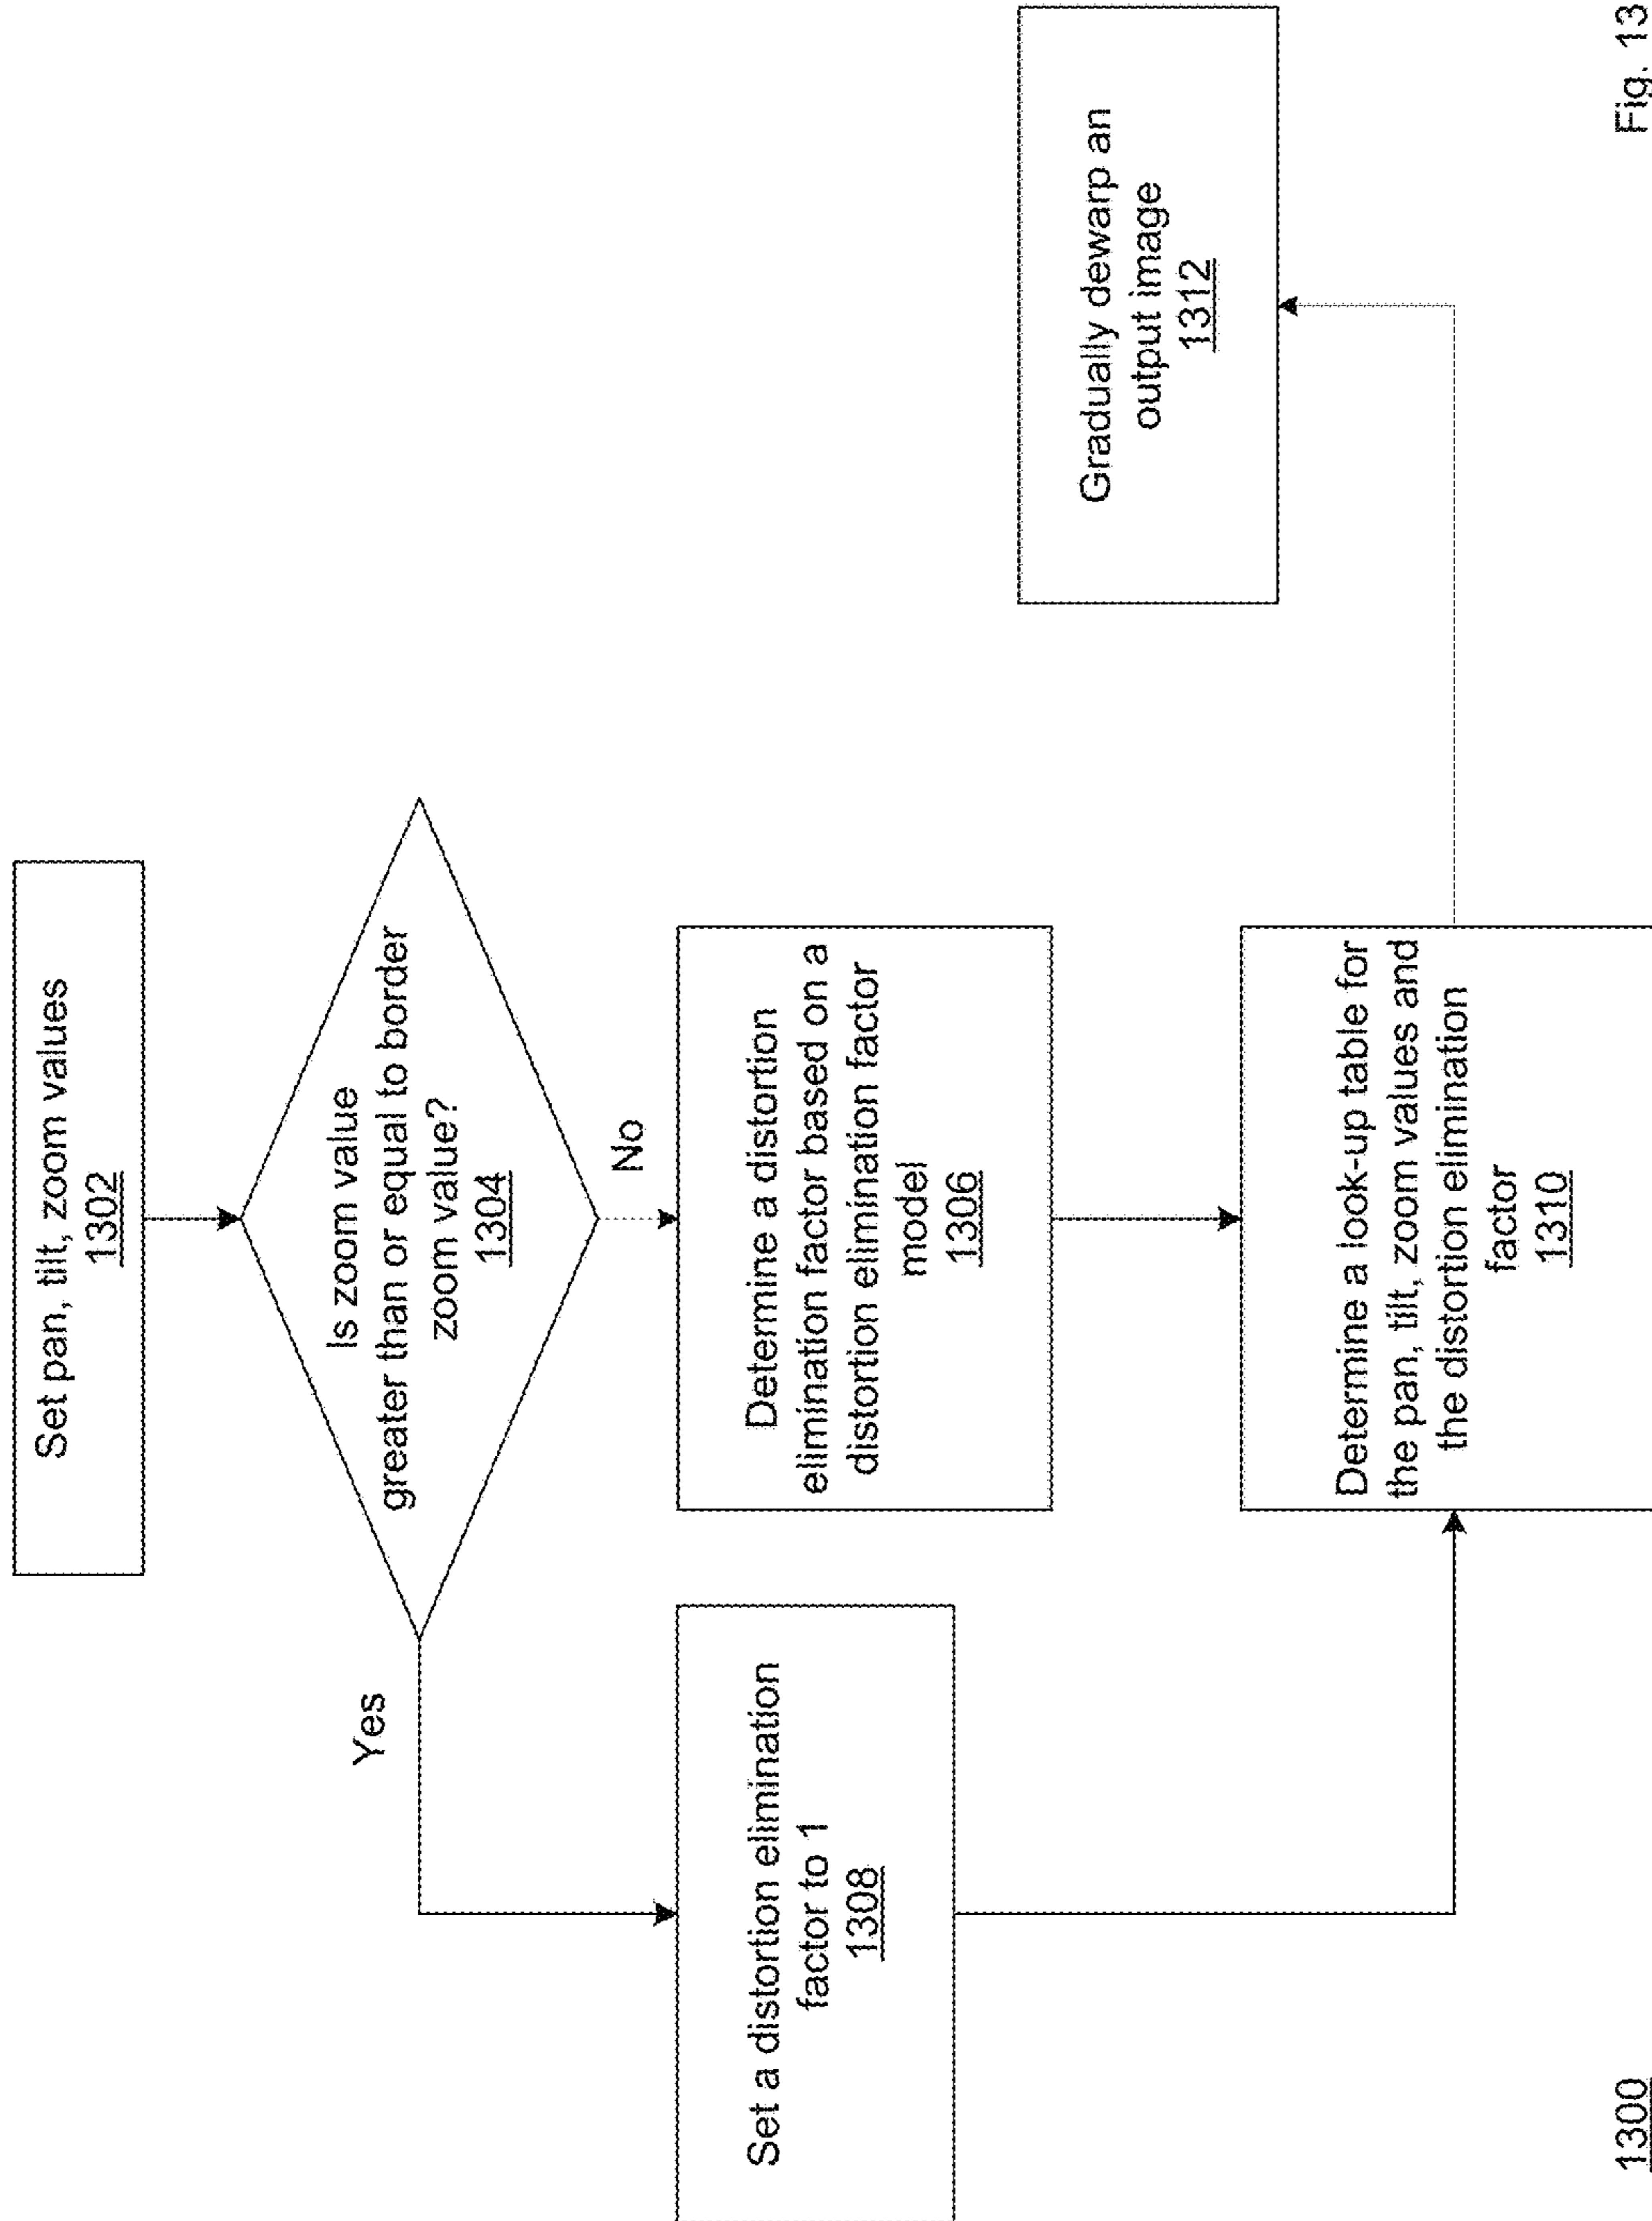 Set pan, tilt, zoom values
1302
Is zoom value
greater than or equal to border
zoom value?
1304
Yes
No
Set a distortion elimination
factor to 1
1308
Determine a distortion
elimination factor based on a
distortion elimination factor
model
1306
Determine a look-up table for
the pan, tilt, zoom values and
the distortion elimination
factor
1310
Gradually dewarp an
output image
1312
1300
Fig. 13